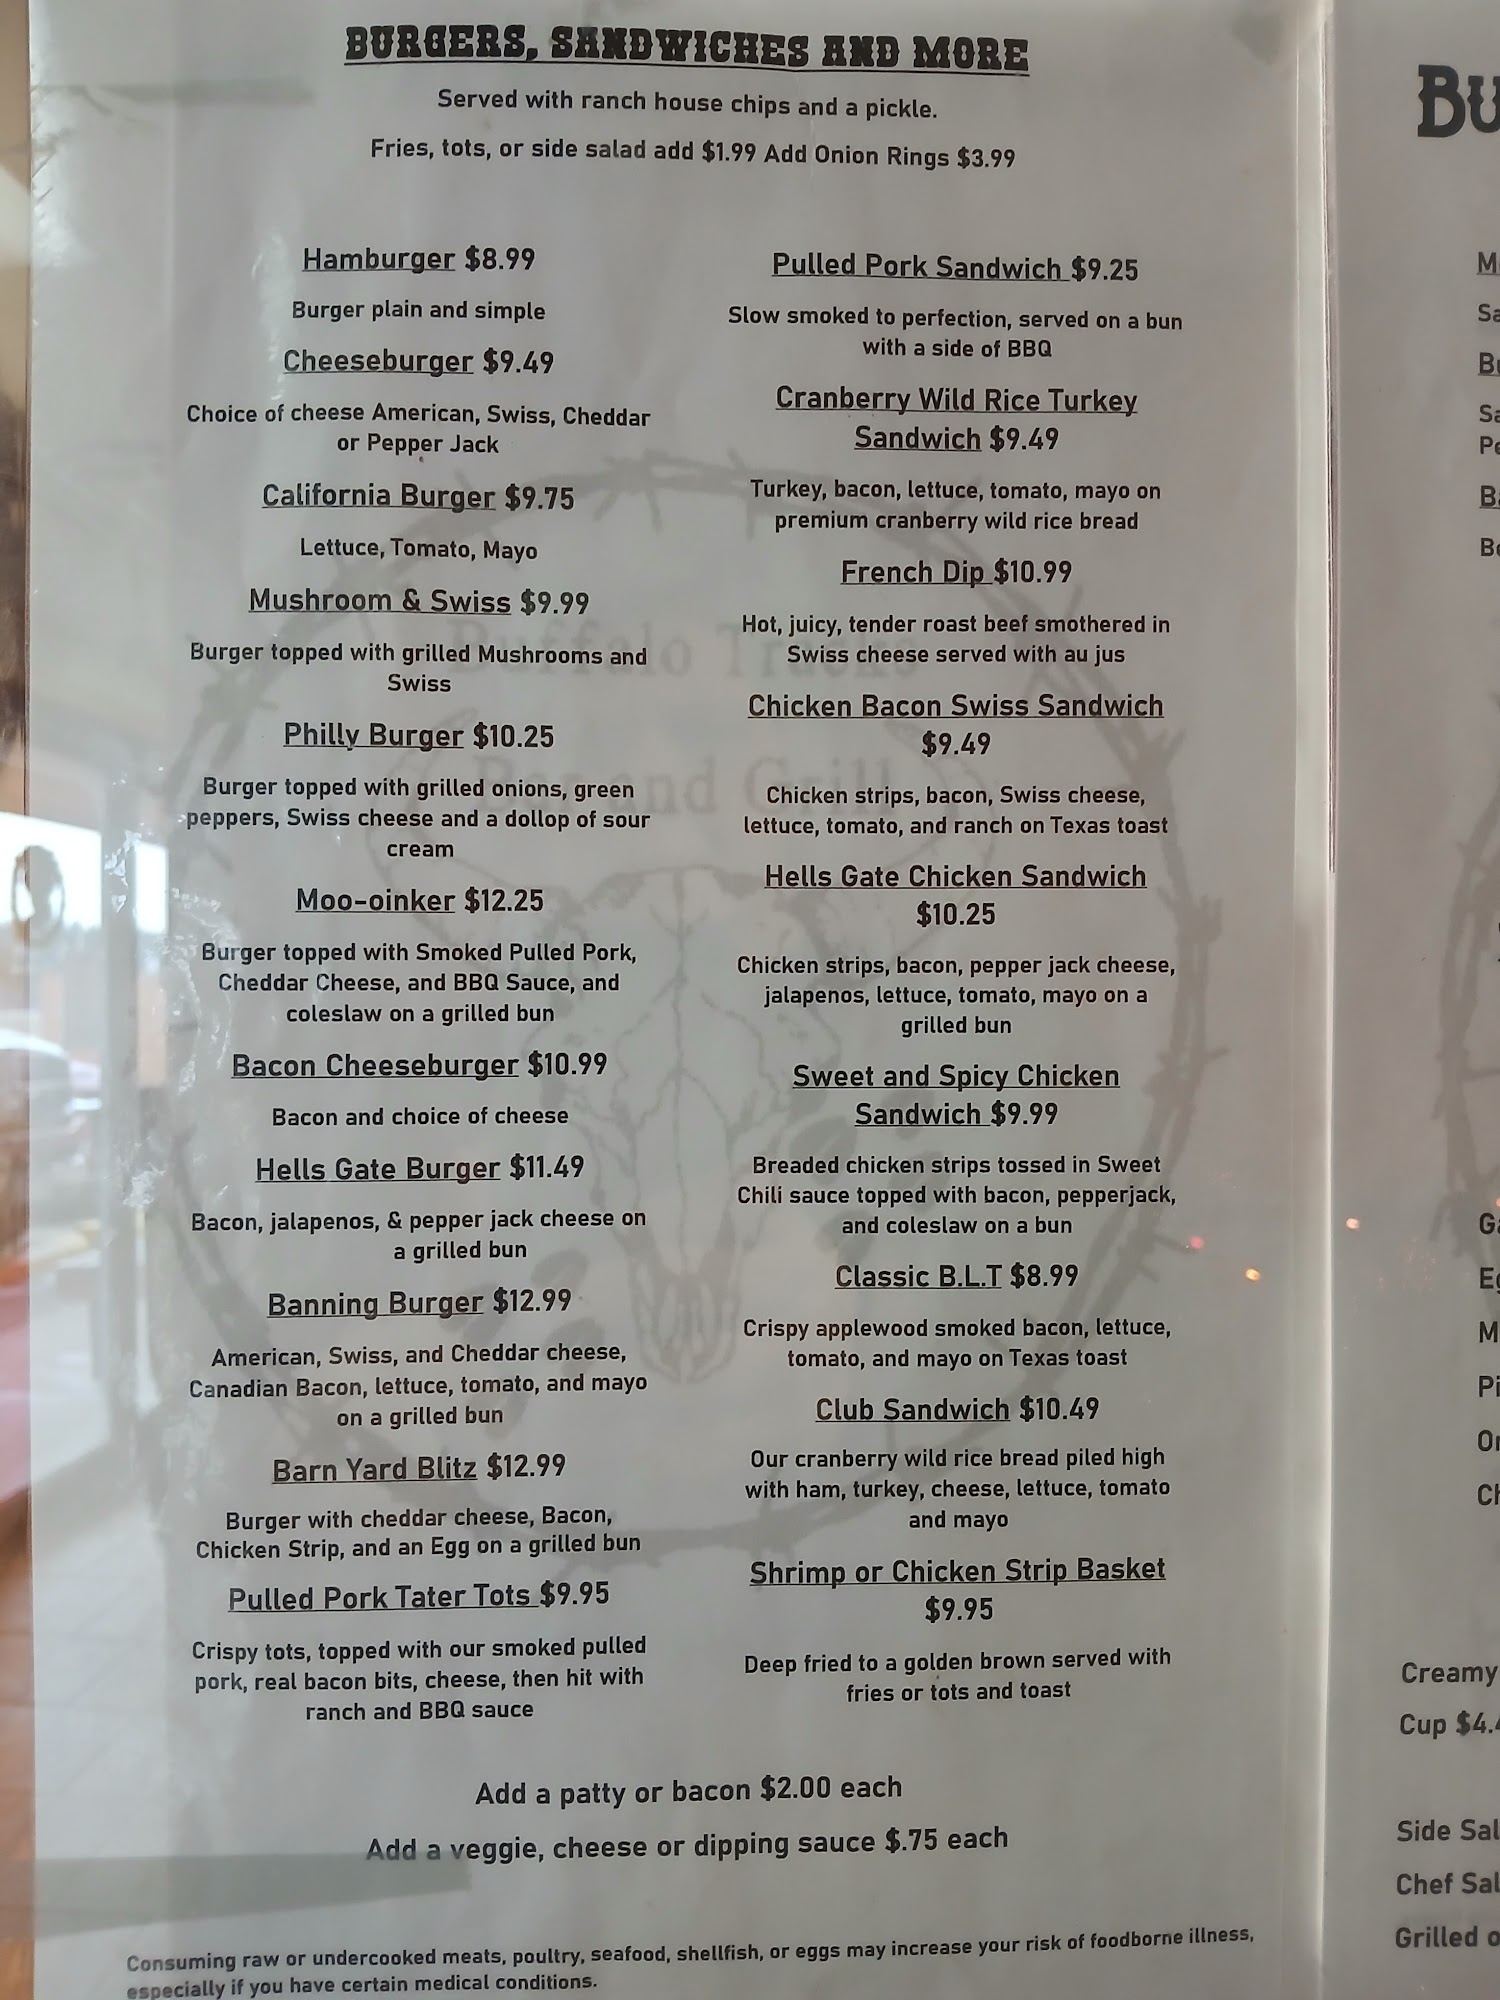 BURGERS, SANDWICHES AND MORE
Served with ranch house chips and a pickle.
Fries, tots, or side salad add $1.99 Add Onion Rings $3.99
Hamburger $8.99
Burger plain and simple
Cheeseburger $9.49
Choice of cheese American, Swiss, Cheddar
or Pepper Jack
California Burger $9.75
Lettuce, Tomato, Mayo
Mushroom & Swiss $9.99
Burger topped with grilled Mushrooms and
Swiss
Philly Burger $10.25
Burger topped with grilled onions, green
peppers, Swiss cheese and a dollop of sour
cream
Moo-oinker $12.25
Burger topped with Smoked Pulled Pork,
Cheddar Cheese, and BBQ Sauce, and
coleslaw on a grilled bun
Bacon Cheeseburger $10.99
Bacon and choice of cheese
Hells Gate Burger $11.49
Bacon, jalapenos, & pepper jack cheese on
a grilled bun
Banning Burger $12.99
American, Swiss, and Cheddar cheese,
Canadian Bacon, lettuce, tomato, and mayo
on a grilled bun
Barn Yard Blitz $12.99
Burger with cheddar cheese, Bacon,
Chicken Strip, and an Egg on a grilled bun
Pulled Pork Tater Tots $9.95
Crispy tots, topped with our smoked pulled
pork, real bacon bits, cheese, then hit with
ranch and BBQ sauce
Pulled Pork Sandwich $9.25
Slow smoked to perfection, served on a bun
with a side of BBQ
Cranberry Wild Rice Turkey
Sandwich $9.49
Turkey, bacon, lettuce, tomato, mayo on
premium cranberry wild rice bread
French Dip $10.99
Hot, juicy, tender roast beef smothered in
Swiss cheese served with au jus
Chicken Bacon Swiss Sandwich
$9.49
Chicken strips, bacon, Swiss cheese,
lettuce, tomato, and ranch on Texas toast
Hells Gate Chicken Sandwich
$10.25
Chicken strips, bacon, pepper jack cheese,
jalapenos, lettuce, tomato, mayo on a
grilled bun
Sweet and Spicy Chicken
Sandwich $9.99
Breaded chicken strips tossed in Sweet
Chili sauce topped with bacon, pepperjack,
and coleslaw on a bun
Classic B.L.T $8.99
Crispy applewood smoked bacon, lettuce,
tomato, and mayo on Texas toast
Club Sandwich $10.49
Our cranberry wild rice bread piled high
with ham, turkey, cheese, lettuce, tomato
and mayo
Shrimp or Chicken Strip Basket
$9.95
Deep fried to a golden brown served with
fries or tots and toast
Add a patty or bacon $2.00 each
Add a veggie, cheese or dipping sauce $.75 each
Consuming raw or undercooked meats, poultry, seafood, shellfish, or eggs may increase your risk of foodborne illness,
especially if you have certain medical conditions.
Buffalo Tracks
Bar and Grill
Creamy
Cup
Side
Chef
Grilled